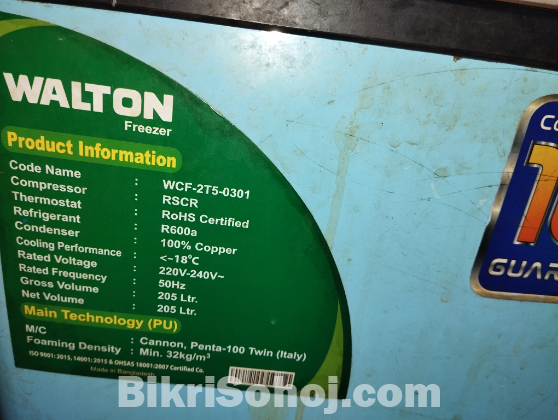 WALTON
Freezer
Product Information
Code Name : WCF-2T5-0301
Compressor : RSCR
Thermostat : RoHS Certified
Refrigerant : R600a
Condenser : 100% Copper
Cooling Performance : <~18°C
Rated Voltage : 220V-240V~
Rated Frequency : 50Hz
Gross Volume : 205 Ltr.
Net Volume : 205 Ltr.
Main Technology (PU)
M/C : Cannon, Penta-100 Twin (Italy)
Foaming Density : Min. 32kg/m³
ISO 9001:2015, 14001:2015 & OHSAS 18001:2007 Certified Co.
Made in Bangladesh
GUAR
BikriSohoj.com